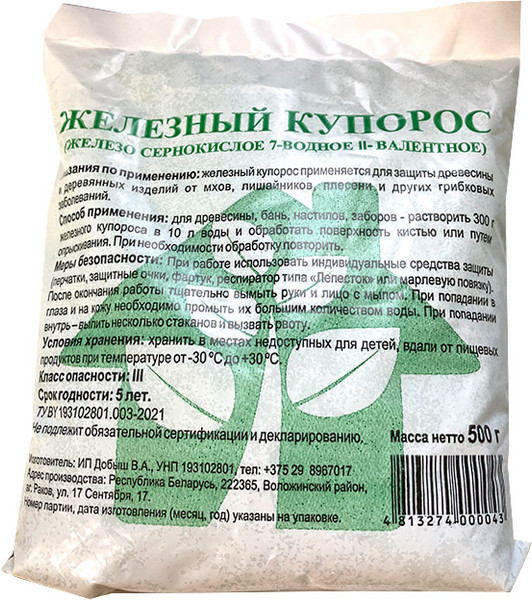 ЖЕЛЕЗНЫЙ КУПОРОС
(ЖЕЛЕЗО СЕРНОКИСЛОЕ 7-ВОДНОЕ II- ВАЛЕНТНОЕ)
азания по применению: железный купорос применяется для защиты древесины
и деревянных изделий от мхов, лишайников, плесени и других грибковых
заболеваний.
Способ применения: для древесины, бань, настилов, заборов - растворить 300 г
железного купороса в 10 л воды и обработать поверхность кистью или путем
опрыскивания. При необходимости обработку повторить.
Меры безопасности: При работе использовать индивидуальные средства защиты
(перчатки, защитные очки, фартук, респиратор типа «Лепесток» или марлевую повязку).
После окончания работы тщательно вымыть руки и лицо с мылом. При попадании в
глаза и на кожу необходимо промыть их большим количеством воды. При попадании
внутрь – выпить несколько стаканов и вызвать рвоту.
Условия хранения: хранить в местах недоступных для детей, вдали от пищевых
продуктов при температуре от -30 ºС до +30 ºС.
Класс опасности: III
Срок годности: 5 лет.
ТУ BY 193102801.003-2021
Не подлежит обязательной сертификации и декларированию.
Масса нетто 500 г
Изготовитель: ИП Добыш В.А., УНП 193102801, тел: +375 29 8967017
Адрес производства: Республика Беларусь, 222365, Воложинский район,
аг. Раков, ул. 17 Сентября, 17.
Номер партии, дата изготовления (месяц, год) указаны на упаковке.
4 813274 000043